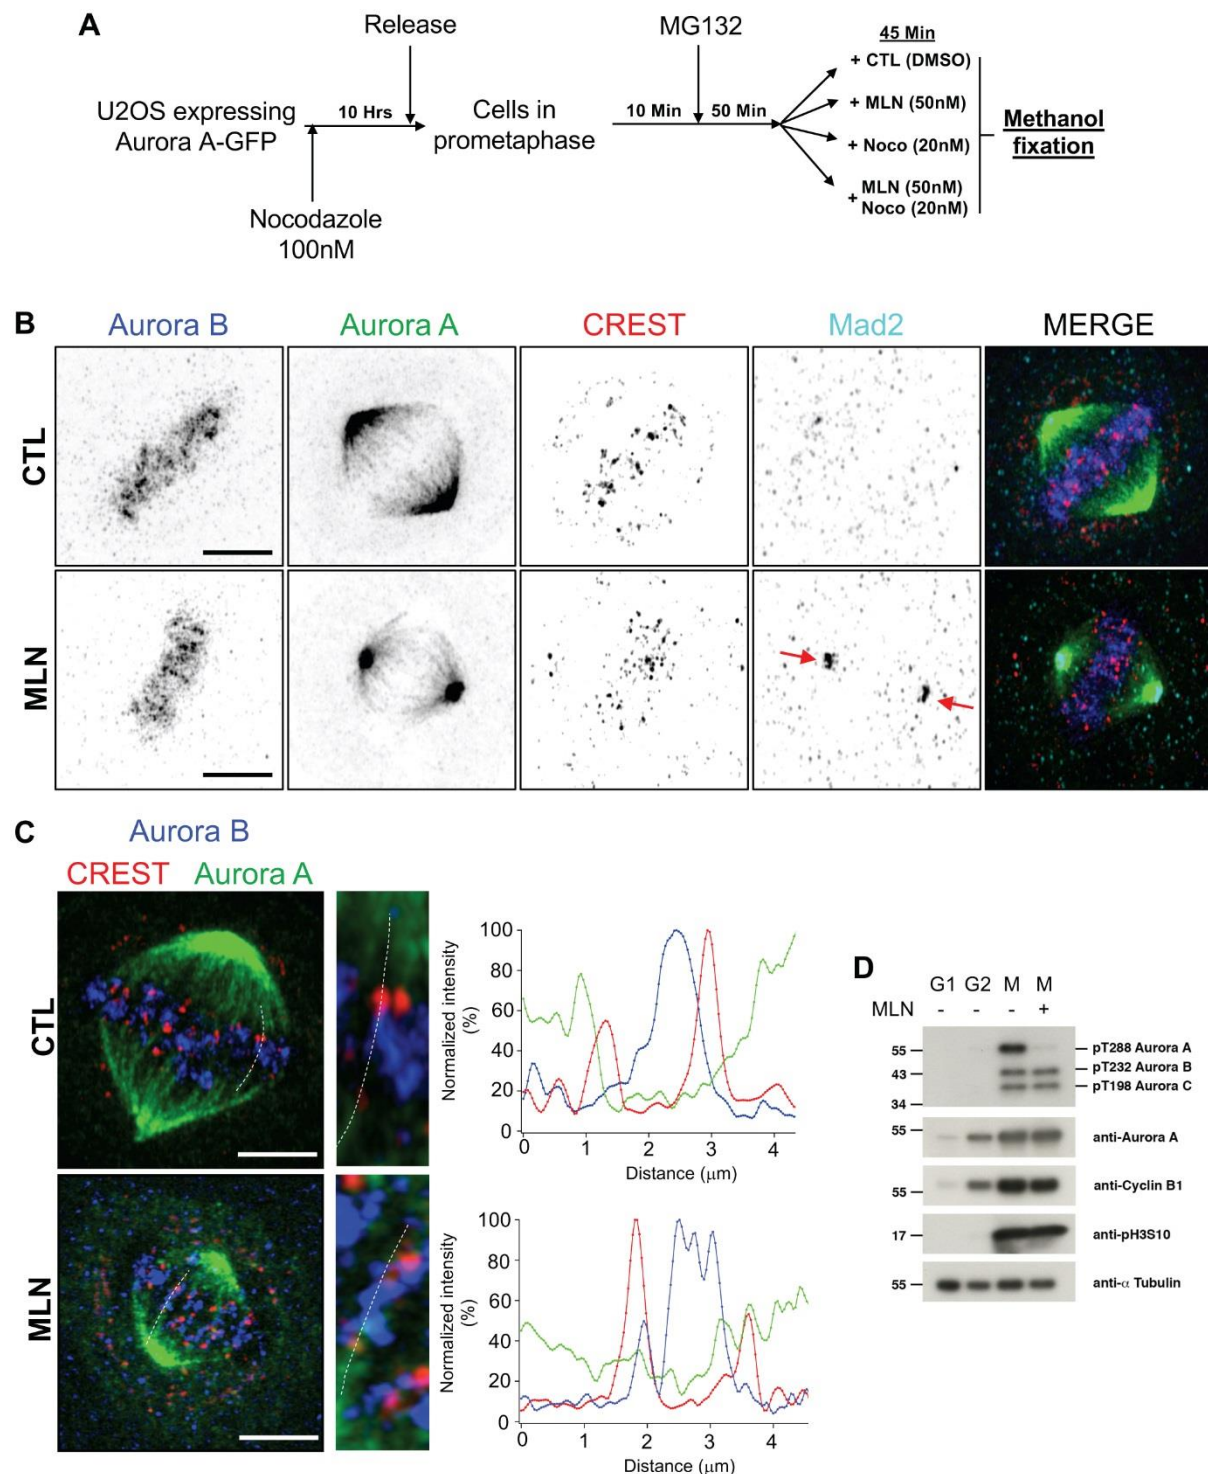 A
Release
MG132
45 Min
+ CTL (DMSO)
U2OS expressing
Aurora A-GFP
10 Hrs
Cells in
prometaphase
10 Min
50 Min
+ MLN (50nM)
+ Noco (20nM)
+ MLN (50nM)
Noco (20nM)
Methanol
fixation
Nocodazole
100nM
B
Aurora B
Aurora A
CREST
Mad2
MERGE
CTL
MLN
C
Aurora B
CREST Aurora A
CTL
Normalized intensity
(%)
100
80
60
40
20
0
0 1 2 3 4
Distance (μm)
MLN
Normalized intensity
(%)
100
80
60
40
20
0
0 1 2 3 4
Distance (μm)
D
G1 G2 M M
MLN - - - +
55
43
34
pT288 Aurora A
pT232 Aurora B
pT198 Aurora C
55 anti-Aurora A
55 anti-Cyclin B1
17 anti-pH3S10
55 anti-α Tubulin